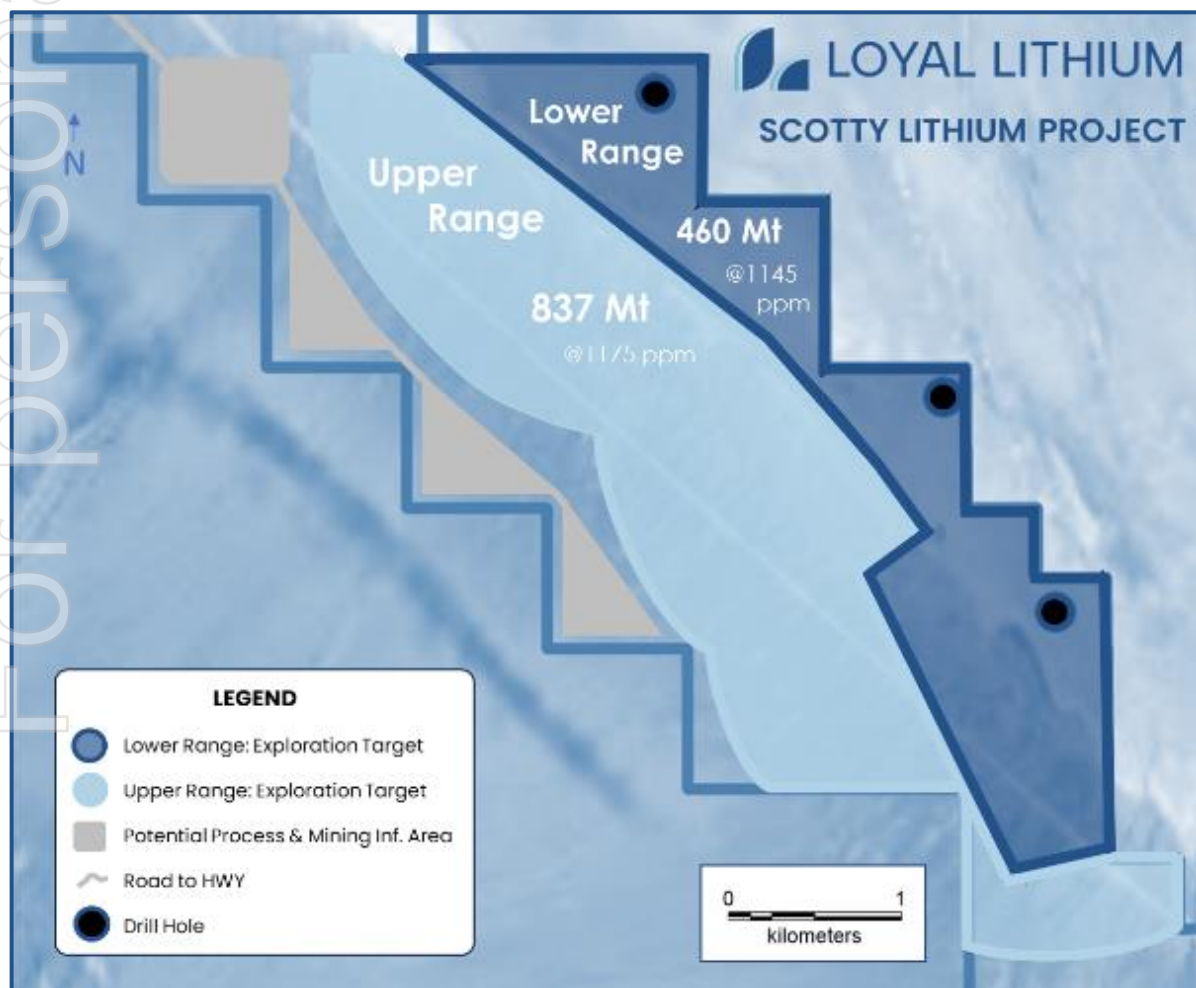 For persona
LOYAL LITHIUM
SCOTTY LITHIUM PROJECT
N
Lower
Range
Upper
Range
460 Mt
@1145
ppm
837 Mt
@1175 ppm
LEGEND
Lower Range: Exploration Target
Upper Range: Exploration Target
Potential Process & Mining Inf. Area
Road to HWY
Drill Hole
0 1
kilometers